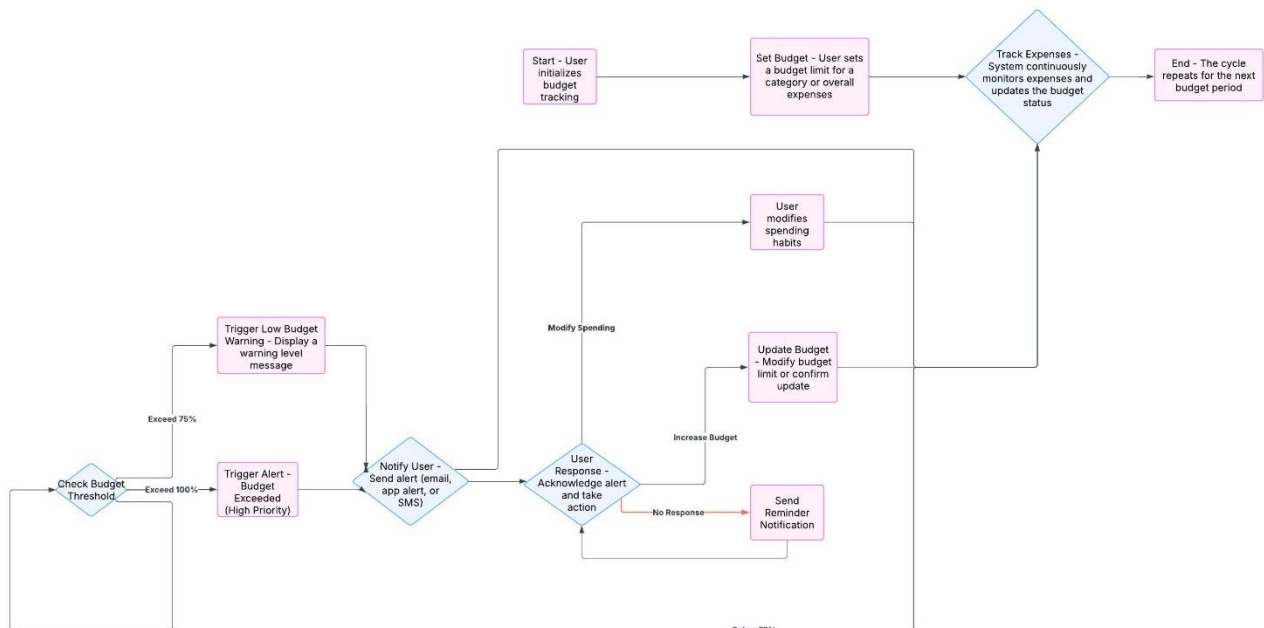 Start - User
initializes
budget
tracking
Set Budget - User sets
a budget limit for a
category or overall
expenses
Track Expenses -
System continuously
monitors expenses and
updates the budget
status
End - The cycle
repeats for the next
budget period
User
modifies
spending
habits
Modify Spending
Trigger Low Budget
Warning - Display a
warning level
message
Update Budget
- Modify budget
limit or confirm
update
Exceed 75%
Increase Budget
Check Budget
Threshold
Exceed 100%
Trigger Alert -
Budget
Exceeded
(High Priority)
Notify User -
Send alert (email,
app alert, or
SMS)
User
Response -
Acknowledge alert
and take
action
No Response
Send
Reminder
Notification